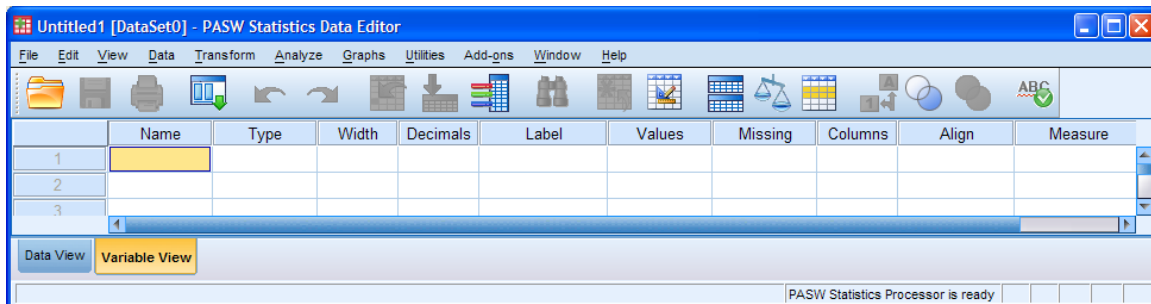 Untitled1 [DataSet0] - PASW Statistics Data Editor
File Edit View Data Transform Analyze Graphs Utilities Add-ons Window Help
A
1
ABC
Name Type Width Decimals Label Values Missing Columns Align Measure
1
2
3
Data View Variable View
PASW Statistics Processor is ready